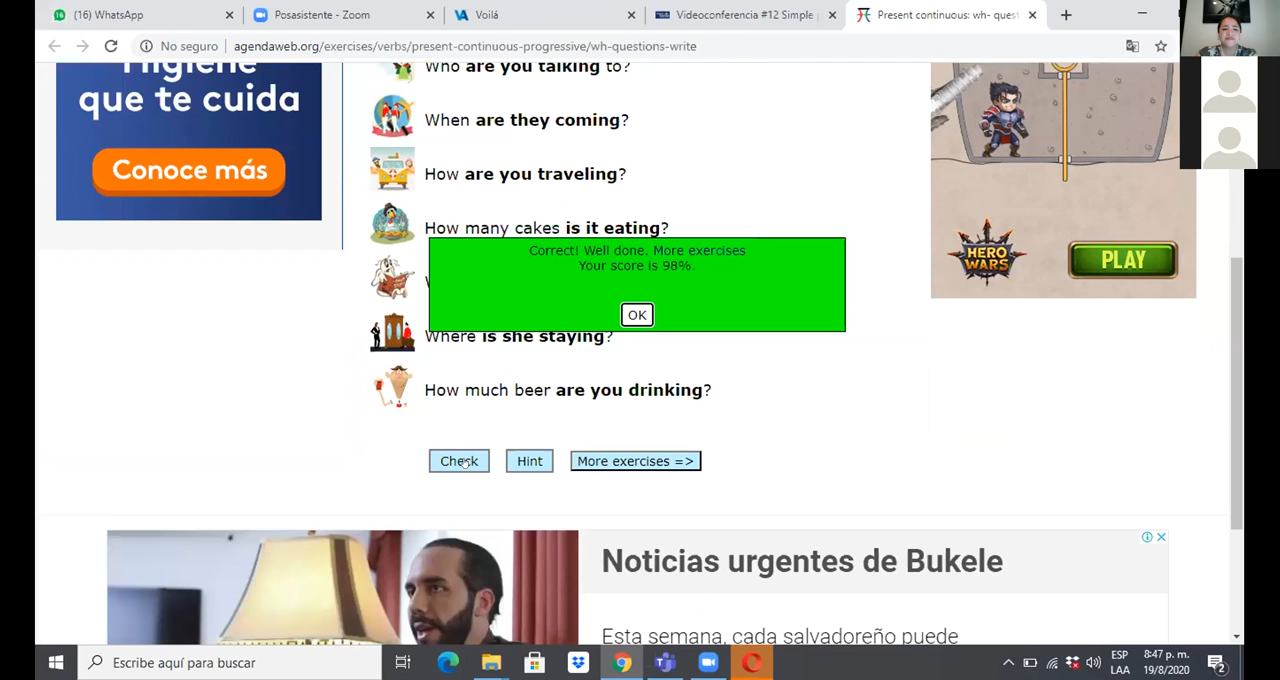 (16) WhatsApp
Posasistente - Zoom
Voilá
Videoconferencia #12 Simple
Present continuous: wh- quest
No seguro
agendaweb.org/exercises/verbs/present-continuous-progressive/wh-questions-write
Higiene
que te cuida
Conoce más
Who are you talking to?
When are they coming?
How are you traveling?
How many cakes is it eating?
Correct! Well done. More exercises
Your score is 98%.
OK
Where is she staying?
How much beer are you drinking?
Check
Hint
More exercises =>
HERO
WARS
PLAY
Noticias urgentes de Bukele
Esta semana, cada salvadoreño puede
Escribe aquí para buscar
ESP
LAA
8:47 p. m.
19/8/2020
2